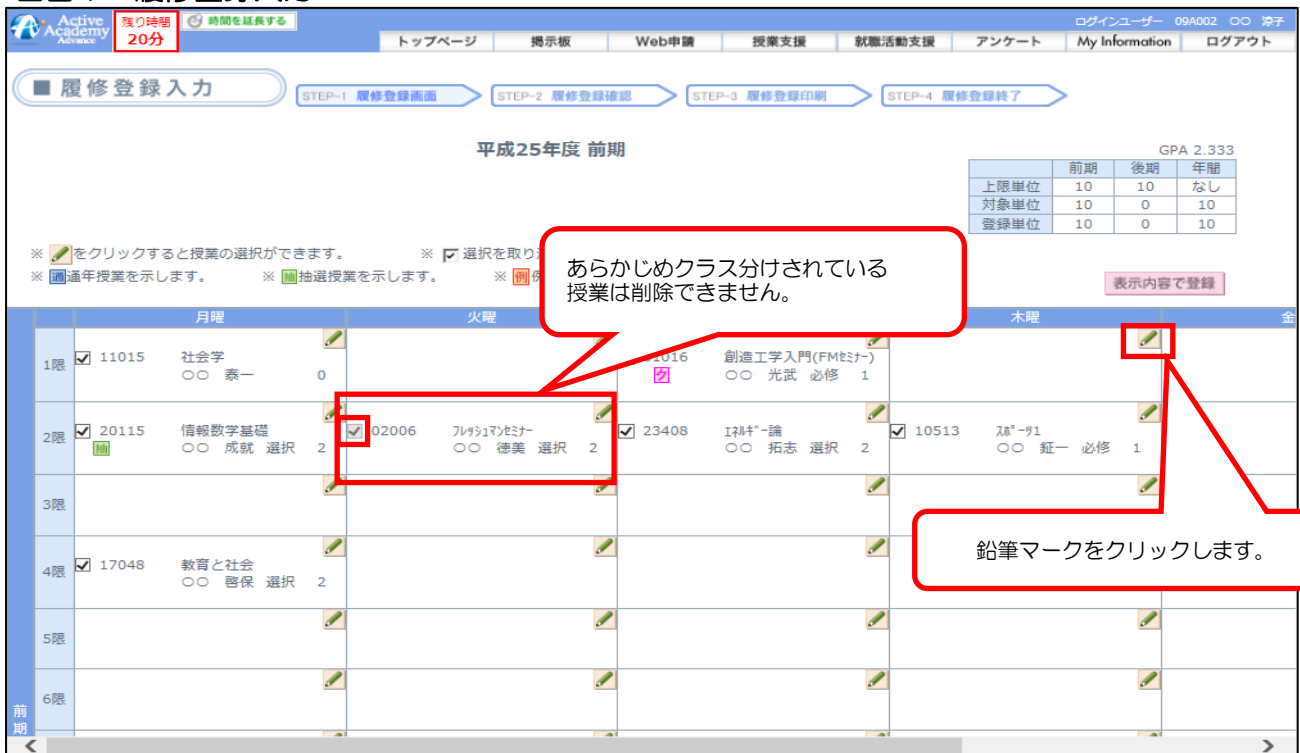 Active Academy Advance
残り時間
20分
時間を延長する
ログインユーザー 09A002 ○○ 涼子
トップページ 掲示板 Web申請 授業支援 就職活動支援 アンケート My Information ログアウト
■ 履修登録入力
STEP-1 履修登録画面 STEP-2 履修登録確認 STEP-3 履修登録印刷 STEP-4 履修登録終了
平成25年度 前期
GPA 2.333
前期 後期 年間
上限単位 10 10 なし
対象単位 10 0 10
登録単位 10 0 10
※ をクリックすると授業の選択ができます。 ※ 選択を取り
※ 通 通年授業を示します。 ※ 抽 抽選授業を示します。 ※ 例
あらかじめクラス分けされている
授業は削除できません。
表示内容で登録
月曜 火曜 木曜 金
1限 11015 社会学 1016 創造工学入門(FMセミナー)
○○ 泰一 0 ク ○○ 光武 必修 1
2限 20115 情報数学基礎 02006 フレッシュマンセミナー 23408 エネルギー論 10513 スポーツ1
抽 ○○ 成就 選択 2 ○○ 徳美 選択 2 ○○ 拓志 選択 2 ○○ 鉦一 必修 1
3限
鉛筆マークをクリックします。
4限 17048 教育と社会
○○ 啓保 選択 2
5限
6限
前期